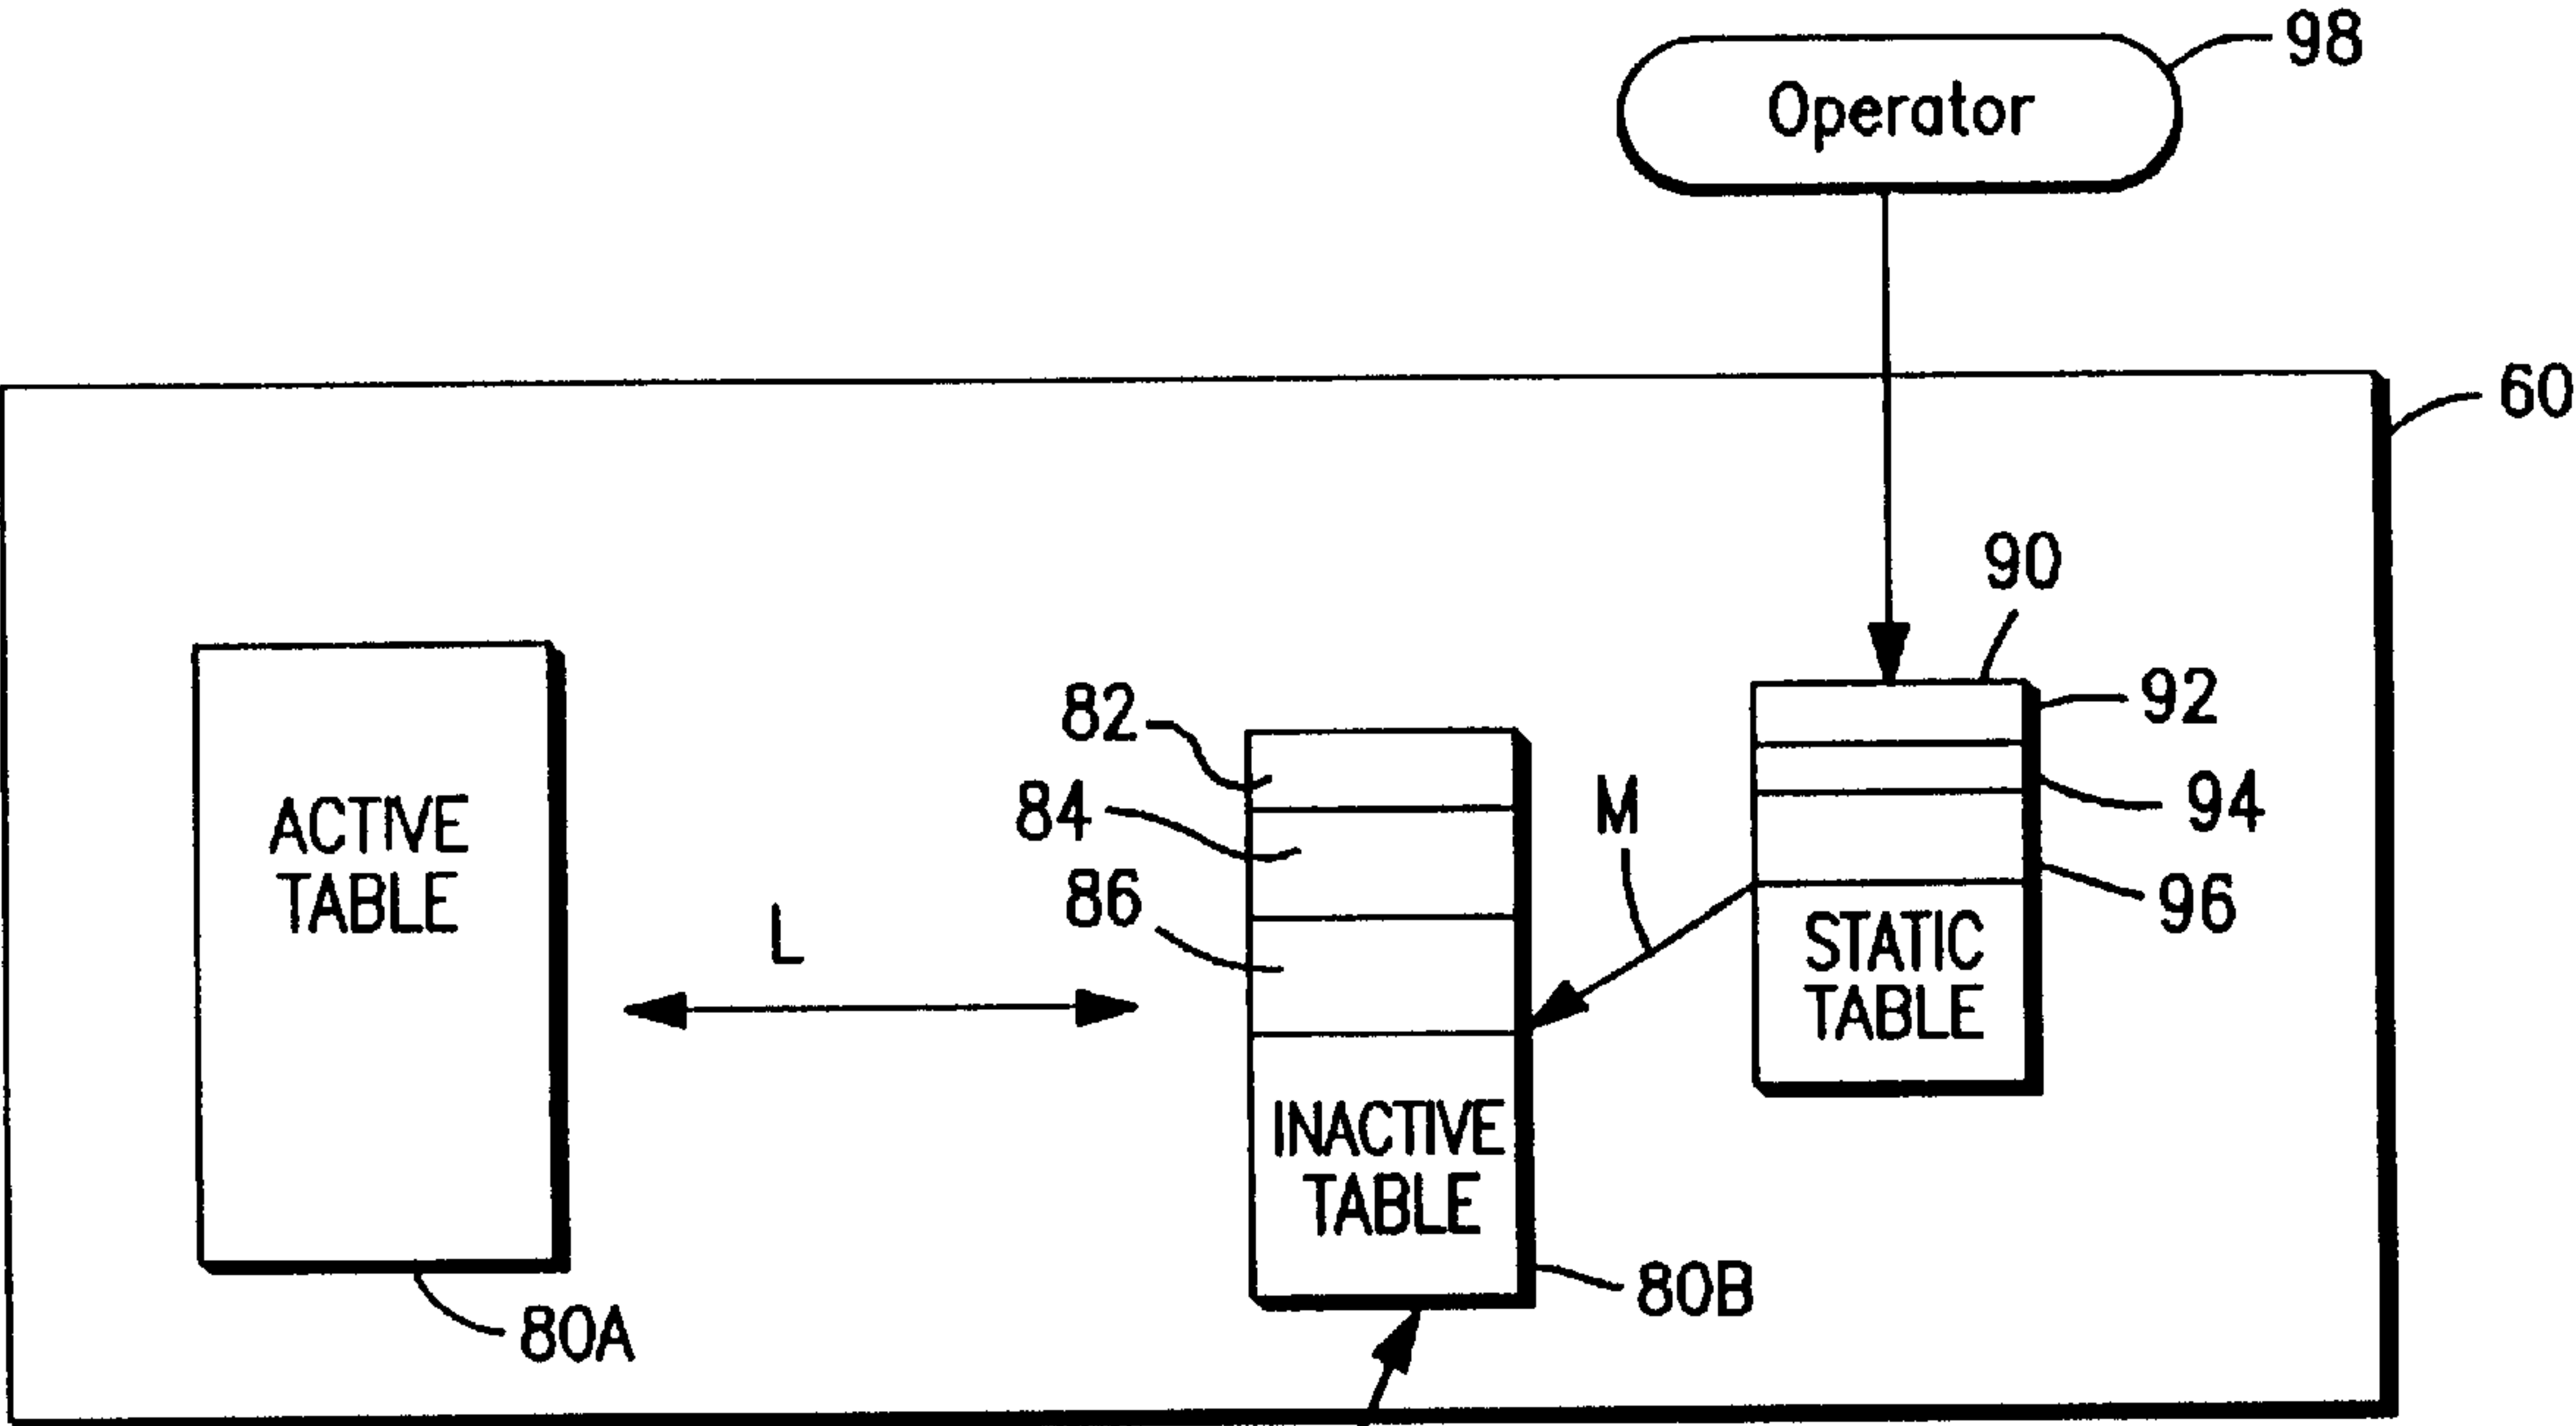 98
Operator
60
90
92
82
94
84
M
86
96
ACTIVE
TABLE
L
STATIC
TABLE
INACTIVE
TABLE
80B
80A